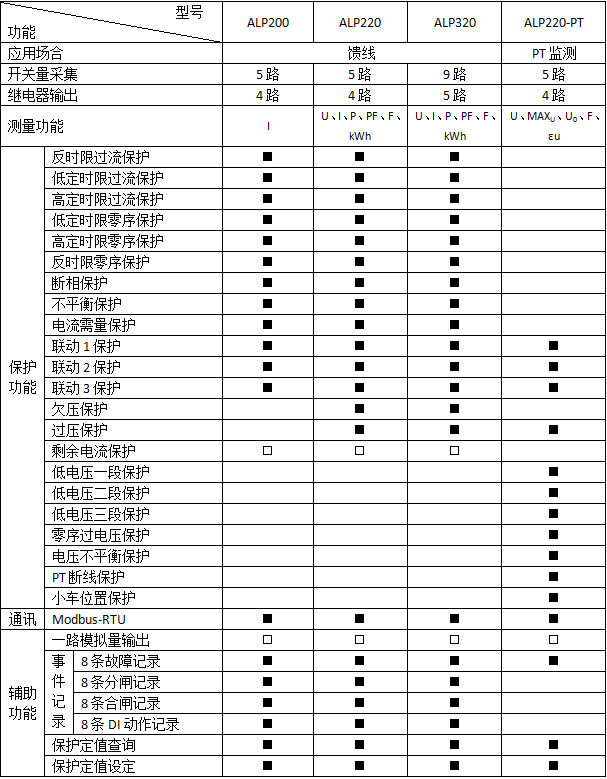 型号
功能
ALP200 ALP220 ALP320 ALP220-PT
应用场合 馈线 PT 监测
开关量采集 5 路 5 路 9 路 5 路
继电器输出 4 路 4 路 5 路 4 路
测量功能 I U、I、P、PF、F、kWh U、I、P、PF、F、kWh U、MAXu、U₀、F、εu
保护功能
反时限过流保护 ■ ■ ■
低定时限过流保护 ■ ■ ■
高定时限过流保护 ■ ■ ■
低定时限零序保护 ■ ■ ■
高定时限零序保护 ■ ■ ■
反时限零序保护 ■ ■ ■
断相保护 ■ ■ ■
不平衡保护 ■ ■ ■
电流需量保护 ■ ■ ■
联动 1 保护 ■ ■ ■ ■
联动 2 保护 ■ ■ ■ ■
联动 3 保护 ■ ■ ■ ■
欠压保护 ■ ■
过压保护 ■ ■ ■
剩余电流保护 □ □ □
低电压一段保护 ■
低电压二段保护 ■
低电压三段保护 ■
零序过电压保护 ■
电压不平衡保护 ■
PT 断线保护 ■
小车位置保护 ■
通讯 Modbus-RTU ■ ■ ■ ■
辅助功能
一路模拟量输出 □ □ □ □
事件记录
8 条故障记录 ■ ■ ■ ■
8 条分闸记录 ■ ■ ■
8 条合闸记录 ■ ■ ■
8 条 DI 动作记录 ■ ■ ■
保护定值查询 ■ ■ ■ ■
保护定值设定 ■ ■ ■ ■